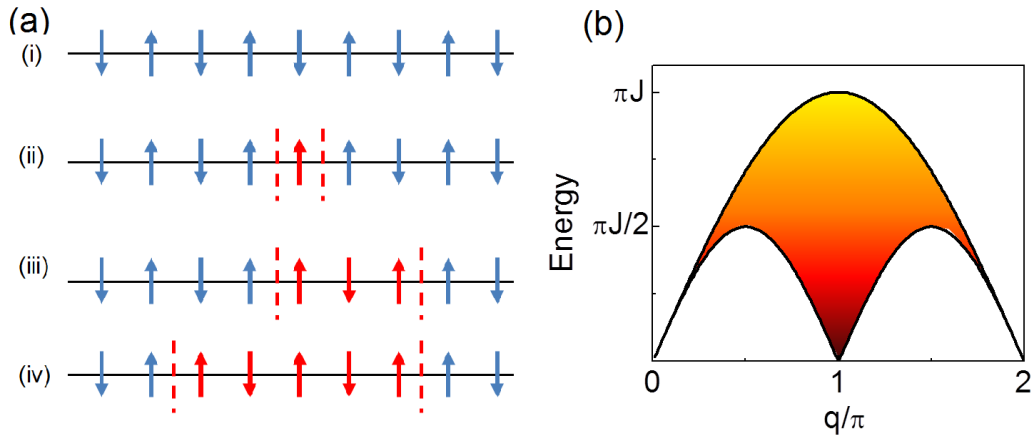 (a)
(i)
(ii)
(iii)
(iv)
(b)
πJ
πJ/2
Energy
0
1
2
q/π